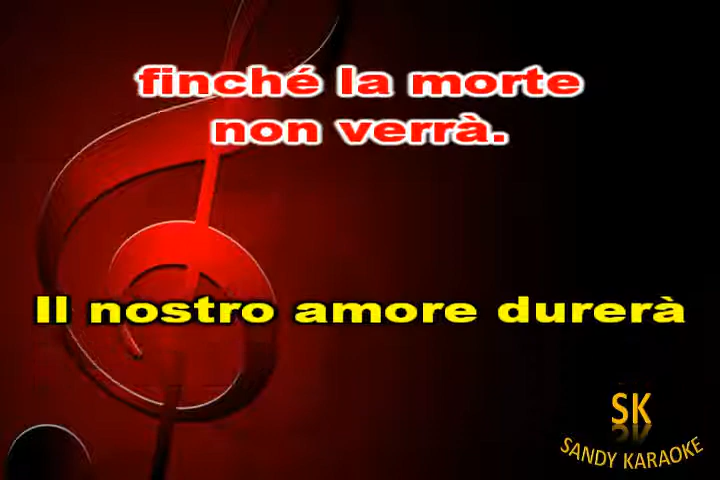 finché la morte
non verrà.
Il nostro amore durerà
SK
SANDY KARAOKE